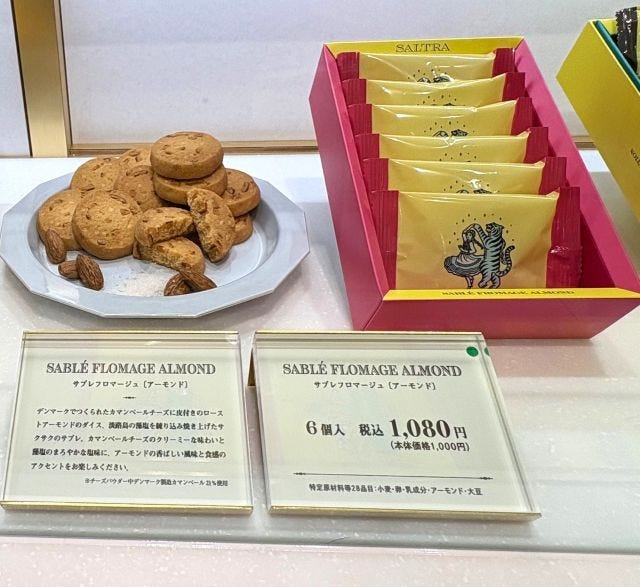 SALTRA
SABLÉ FROMAGE ALMOND
SABLÉ FLOMAGE ALMOND
サブレフロマージュ〔アーモンド〕
デンマークでつくられたカマンベールチーズに皮付きのロー
ストアーモンドのダイス、淡路島の藻塩を練り込み焼き上げたサ
クサクのサブレ。カマンベールチーズのクリーミーな味わいと
藻塩のまろやかな塩味に、アーモンドの香ばしい風味と食感の
アクセントをお楽しみください。
※チーズパウダー中デンマーク製造カマンベール21%使用
SABLÉ FLOMAGE ALMOND
サブレフロマージュ〔アーモンド〕
6個入 税込 1,080円
(本体価格1,000円)
特定原材料等28品目:小麦・卵・乳成分・アーモンド・大豆